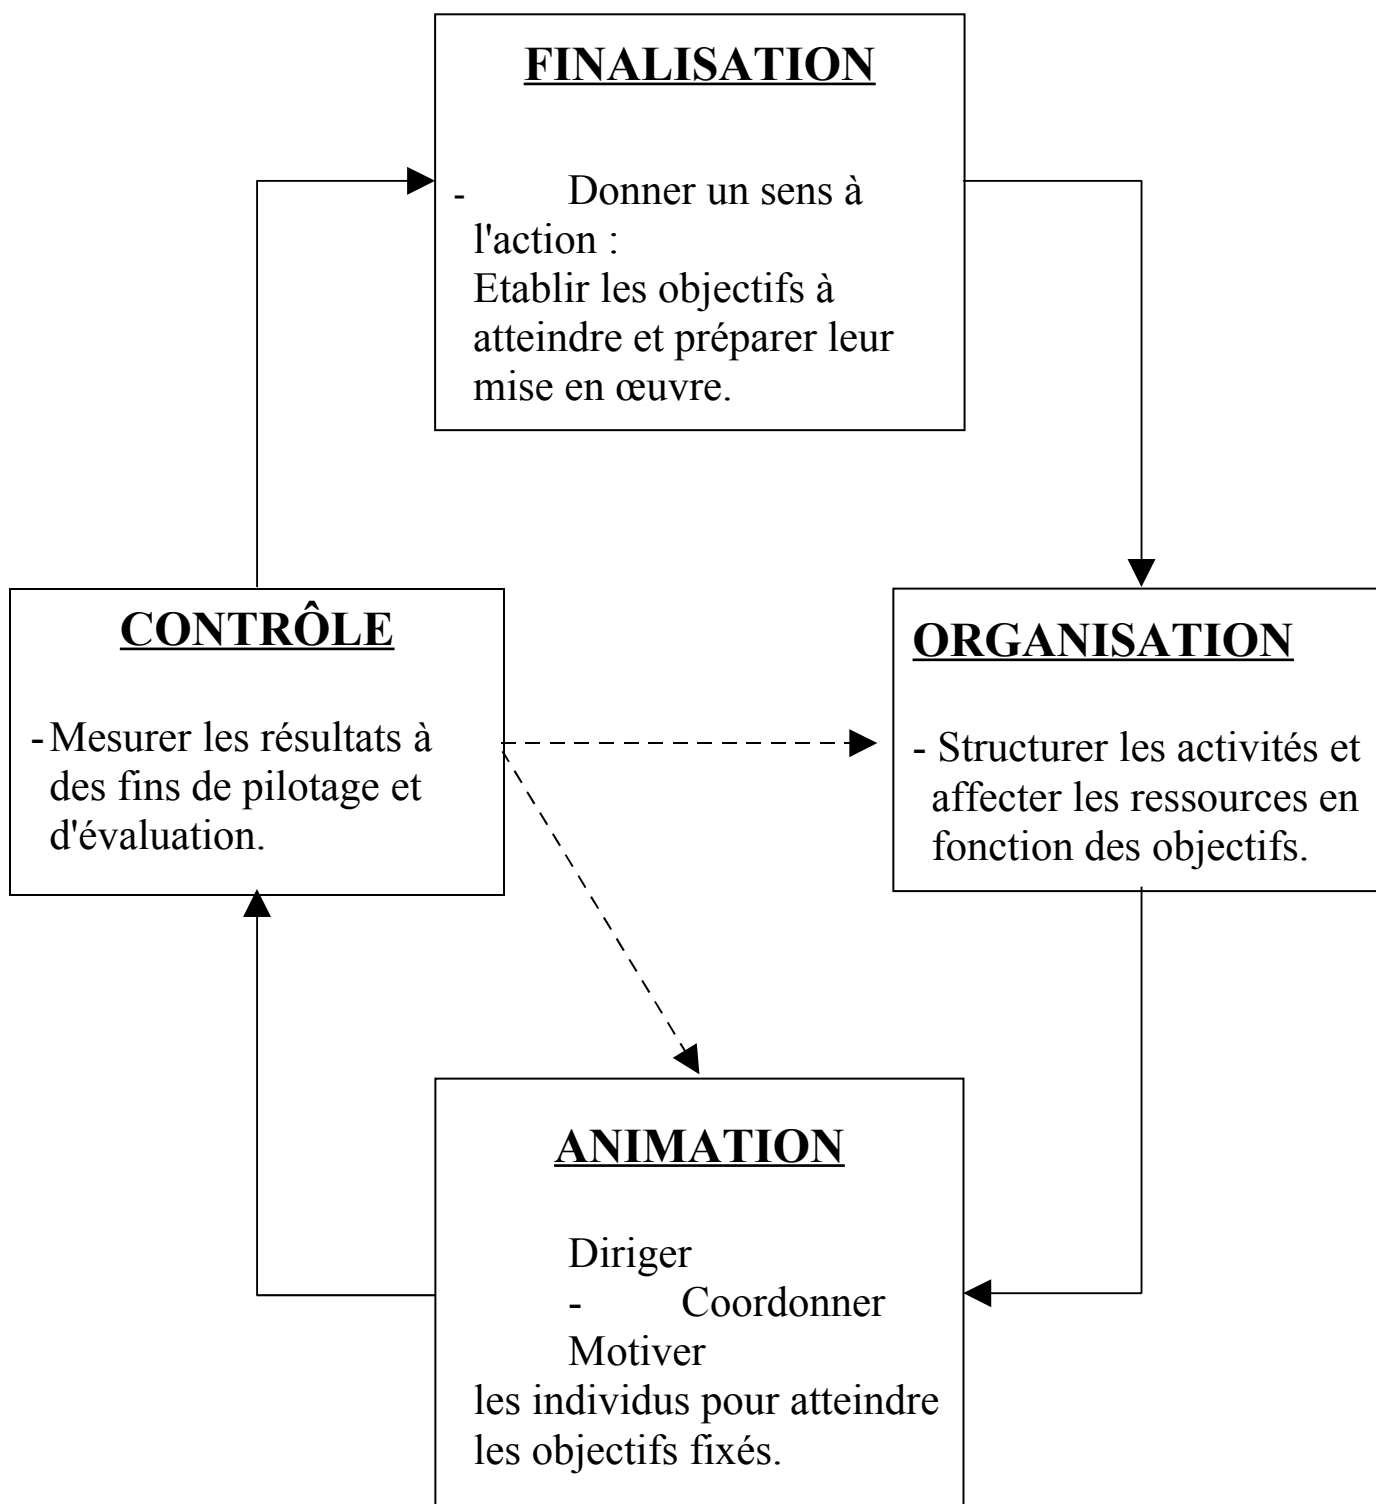 FINALISATION
- Donner un sens à
l'action :
Etablir les objectifs à
atteindre et préparer leur
mise en œuvre.
CONTRÔLE
- Mesurer les résultats à
des fins de pilotage et
d'évaluation.
ORGANISATION
- Structurer les activités et
affecter les ressources en
fonction des objectifs.
ANIMATION
Diriger
- Coordonner
Motiver
les individus pour atteindre
les objectifs fixés.